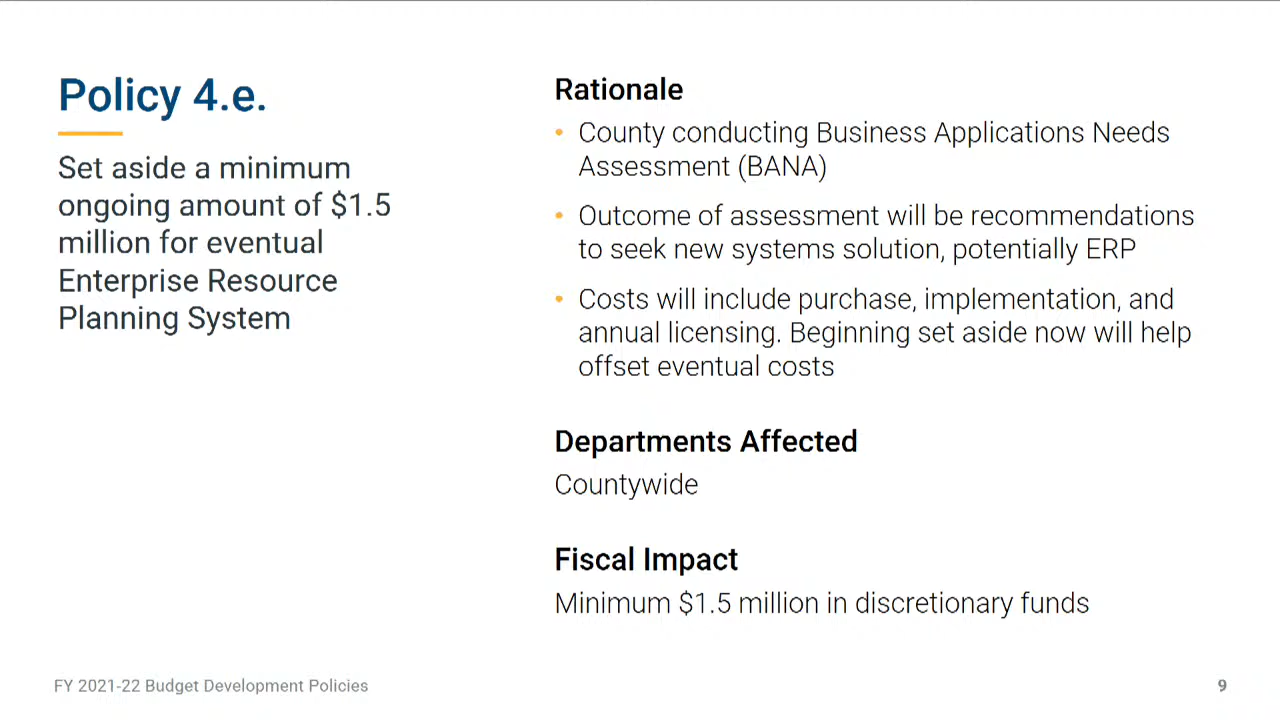 Policy 4.e.
Set aside a minimum
ongoing amount of $1.5
million for eventual
Enterprise Resource
Planning System
Rationale
• County conducting Business Applications Needs
Assessment (BANA)
• Outcome of assessment will be recommendations
to seek new systems solution, potentially ERP
• Costs will include purchase, implementation, and
annual licensing. Beginning set aside now will help
offset eventual costs
Departments Affected
Countywide
Fiscal Impact
Minimum $1.5 million in discretionary funds
FY 2021-22 Budget Development Policies
9